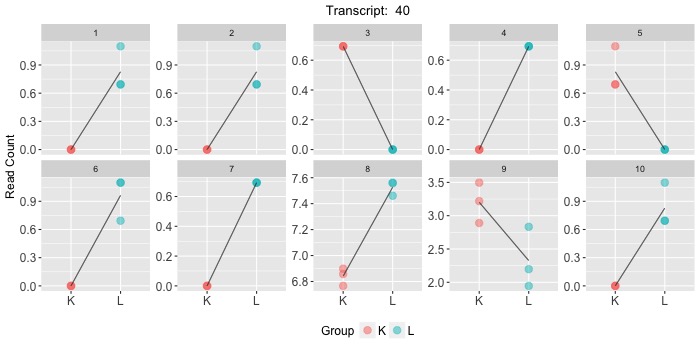 Transcript: 40
1 2 3 4 5
0.9 0.9 0.6 0.6 0.9
0.6 0.6 0.4 0.4 0.6
0.3 0.3 0.2 0.2 0.3
0.0 0.0 0.0 0.0 0.0
Read Count
6 7 8 9 10
0.9 0.6 7.6 3.5 0.9
0.6 0.4 7.4 3.0 0.6
0.3 0.2 7.2 2.5 0.3
0.0 0.0 7.0 2.0 0.0
6.8
K L K L K L K L K L
Group K L